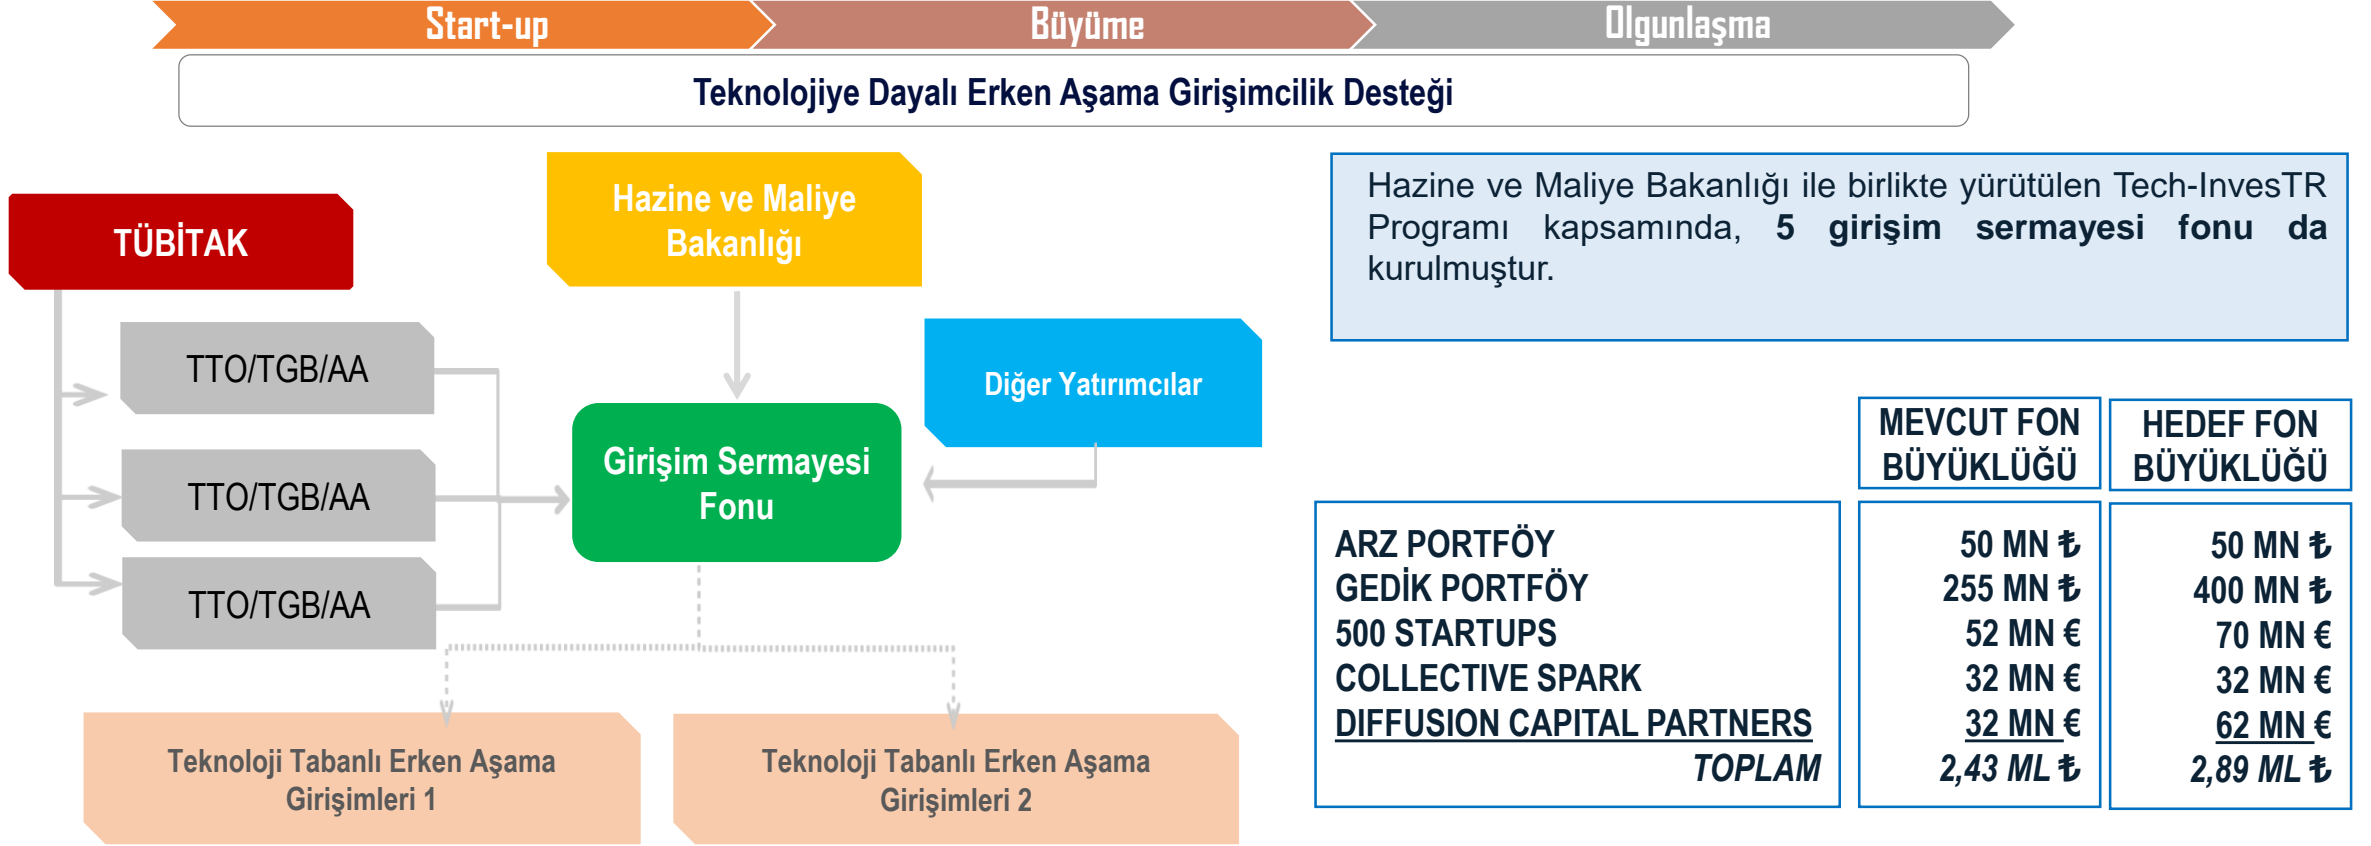 Start-up
Büyüme
Olgunlaşma
Teknolojiye Dayalı Erken Aşama Girişimcilik Desteği
TÜBİTAK
Hazine ve Maliye
Bakanlığı
TTO/TGB/AA
TTO/TGB/AA
TTO/TGB/AA
Diğer Yatırımcılar
Girişim Sermayesi
Fonu
Teknoloji Tabanlı Erken Aşama
Girişimleri 1
Teknoloji Tabanlı Erken Aşama
Girişimleri 2
Hazine ve Maliye Bakanlığı ile birlikte yürütülen Tech-InvesTR
Programı kapsamında, 5 girişim sermayesi fonu da
kurulmuştur.
MEVCUT FON
BÜYÜKLÜĞÜ
HEDEF FON
BÜYÜKLÜĞÜ
ARZ PORTFÖY 50 MN ₺ 50 MN ₺
GEDİK PORTFÖY 255 MN ₺ 400 MN ₺
500 STARTUPS 52 MN € 70 MN €
COLLECTIVE SPARK 32 MN € 32 MN €
DIFFUSION CAPITAL PARTNERS 32 MN € 62 MN €
TOPLAM 2,43 ML ₺ 2,89 ML ₺